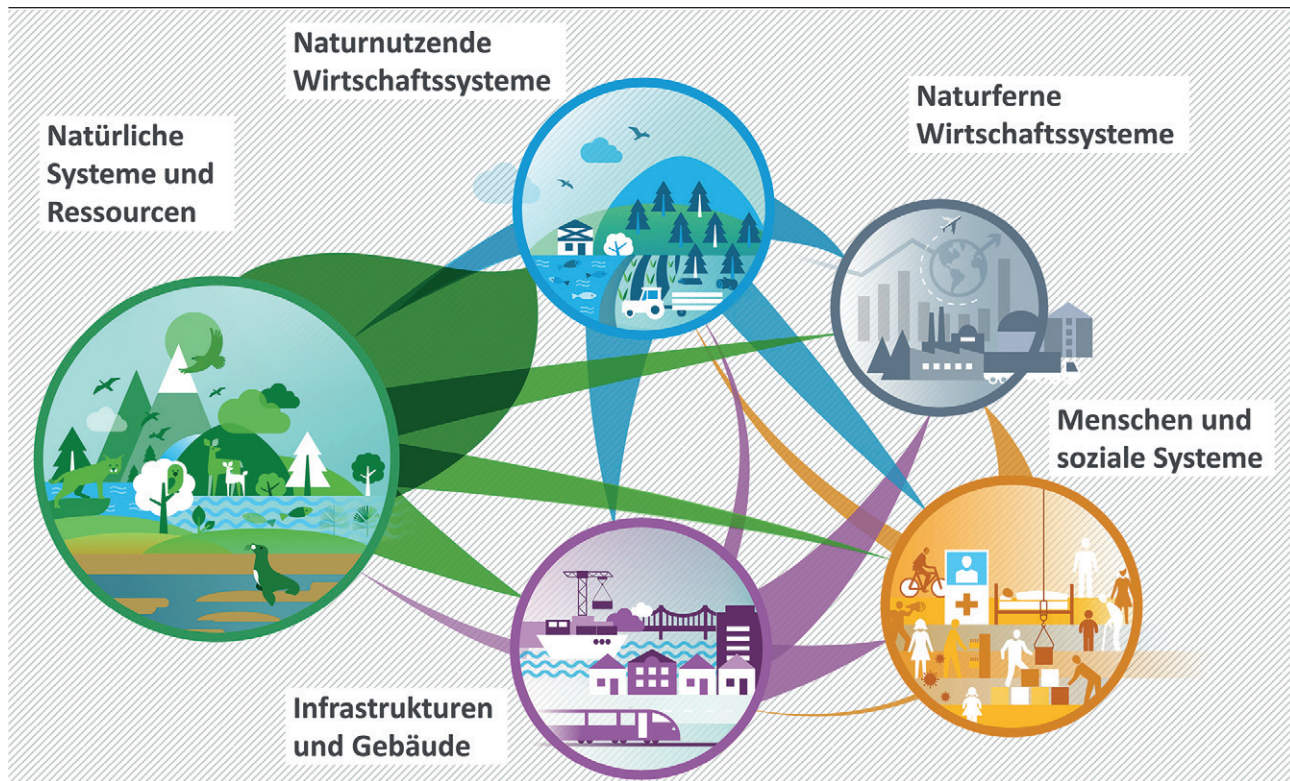 Naturnutzende
Wirtschaftssysteme
Naturferne
Wirtschaftssysteme
Natürliche
Systeme und
Ressourcen
Menschen und
soziale Systeme
Infrastrukturen
und Gebäude